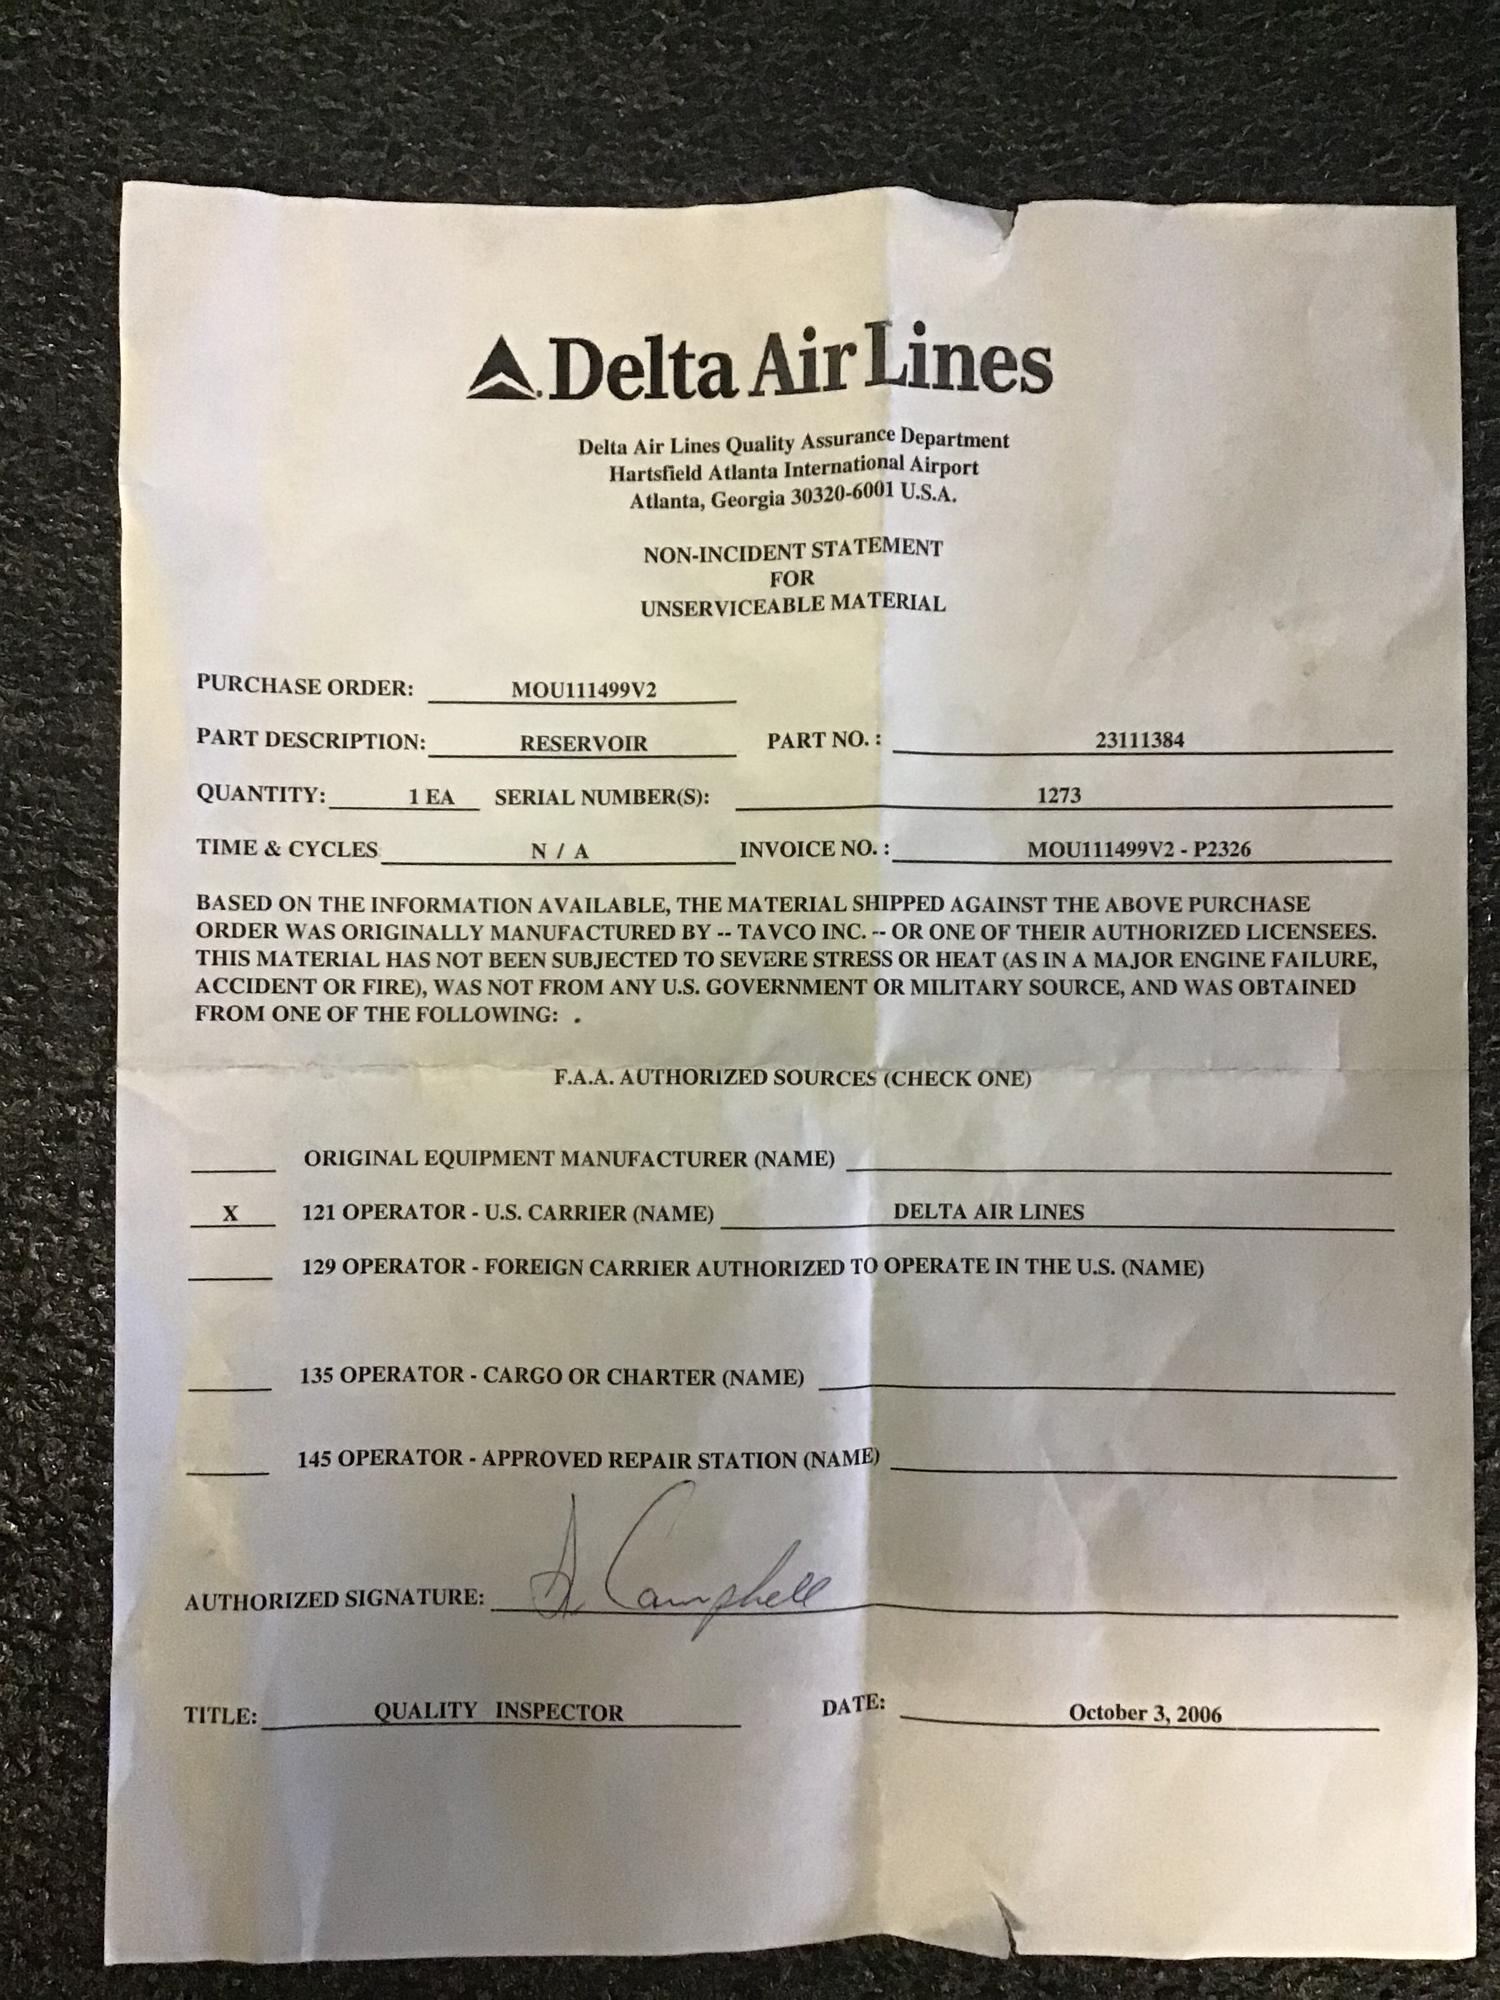 Delta Air Lines
Delta Air Lines Quality Assurance Department
Hartsfield Atlanta International Airport
Atlanta, Georgia 30320-6001 U.S.A.
NON-INCIDENT STATEMENT
FOR
UNSERVICEABLE MATERIAL
PURCHASE ORDER: MOU111499V2
PART DESCRIPTION: RESERVOIR PART NO. : 23111384
QUANTITY: 1 EA SERIAL NUMBER(S): 1273
TIME & CYCLES N / A INVOICE NO. : MOU111499V2 - P2326
BASED ON THE INFORMATION AVAILABLE, THE MATERIAL SHIPPED AGAINST THE ABOVE PURCHASE
ORDER WAS ORIGINALLY MANUFACTURED BY -- TAVCO INC. -- OR ONE OF THEIR AUTHORIZED LICENSEES.
THIS MATERIAL HAS NOT BEEN SUBJECTED TO SEVERE STRESS OR HEAT (AS IN A MAJOR ENGINE FAILURE,
ACCIDENT OR FIRE), WAS NOT FROM ANY U.S. GOVERNMENT OR MILITARY SOURCE, AND WAS OBTAINED
FROM ONE OF THE FOLLOWING: .
F.A.A. AUTHORIZED SOURCES (CHECK ONE)
ORIGINAL EQUIPMENT MANUFACTURER (NAME)
X 121 OPERATOR - U.S. CARRIER (NAME) DELTA AIR LINES
129 OPERATOR - FOREIGN CARRIER AUTHORIZED TO OPERATE IN THE U.S. (NAME)
135 OPERATOR - CARGO OR CHARTER (NAME)
145 OPERATOR - APPROVED REPAIR STATION (NAME)
AUTHORIZED SIGNATURE: Campbell
TITLE: QUALITY INSPECTOR DATE: October 3, 2006